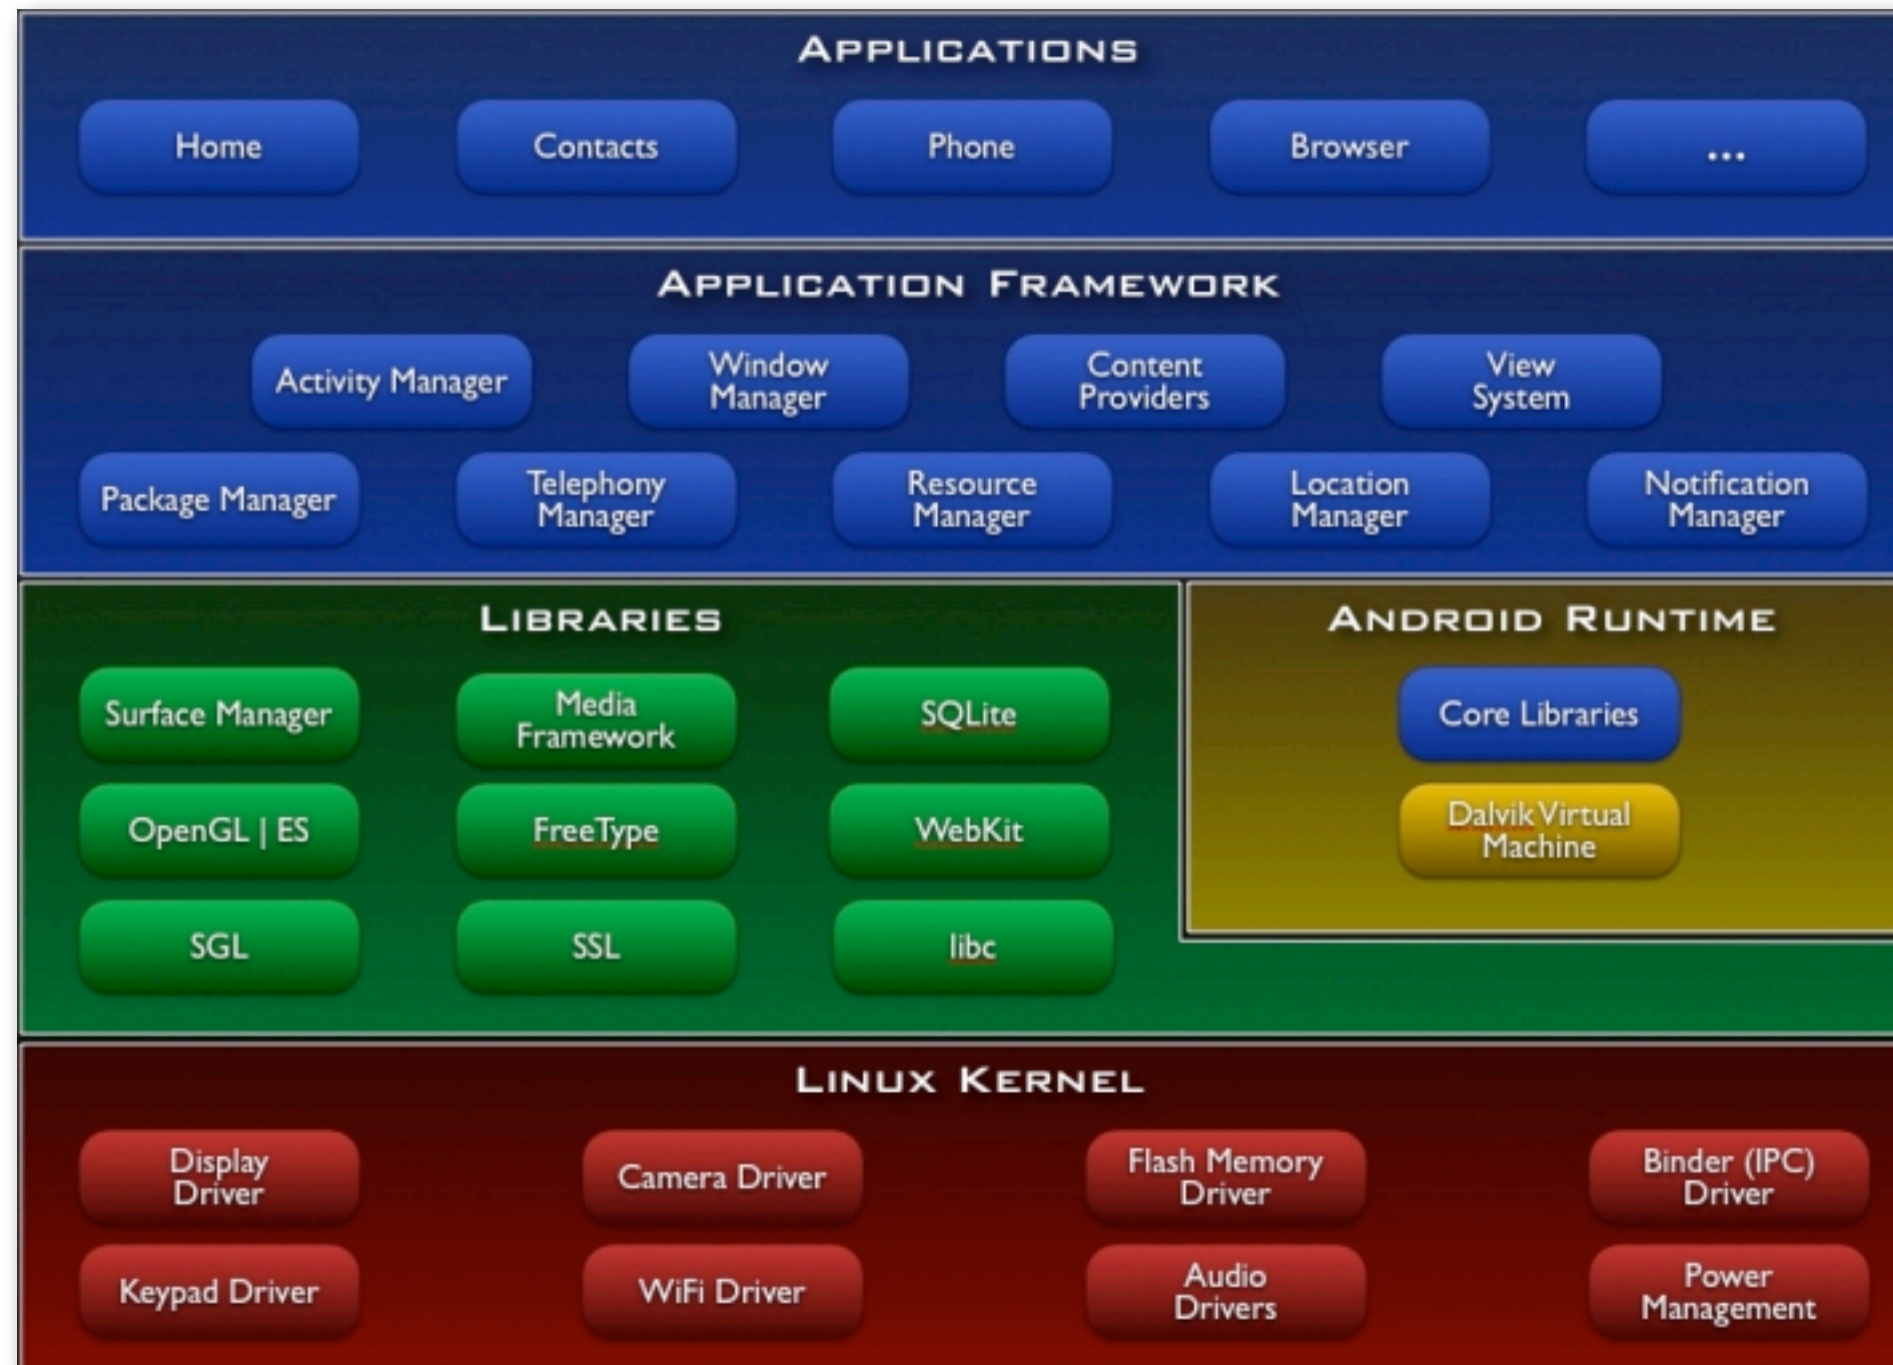 APPLICATIONS
Home
Contacts
Phone
Browser
...
APPLICATION FRAMEWORK
Activity Manager
Window
Manager
Content
Providers
View
System
Package Manager
Telephony
Manager
Resource
Manager
Location
Manager
Notification
Manager
LIBRARIES
Surface Manager
Media
Framework
SQLite
OpenGL | ES
FreeType
WebKit
SGL
SSL
libc
ANDROID RUNTIME
Core Libraries
Dalvik Virtual
Machine
LINUX KERNEL
Display
Driver
Camera Driver
Flash Memory
Driver
Binder (IPC)
Driver
Keypad Driver
WiFi Driver
Audio
Drivers
Power
Management